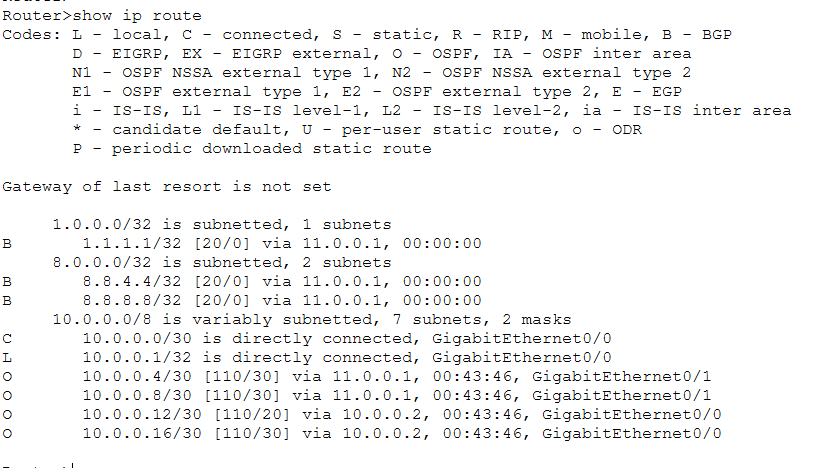 Router>show ip route
Codes: L - local, C - connected, S - static, R - RIP, M - mobile, B - BGP
D - EIGRP, EX - EIGRP external, O - OSPF, IA - OSPF inter area
N1 - OSPF NSSA external type 1, N2 - OSPF NSSA external type 2
E1 - OSPF external type 1, E2 - OSPF external type 2, E - EGP
i - IS-IS, L1 - IS-IS level-1, L2 - IS-IS level-2, ia - IS-IS inter area
* - candidate default, U - per-user static route, o - ODR
P - periodic downloaded static route
Gateway of last resort is not set
1.0.0.0/32 is subnetted, 1 subnets
B 1.1.1.1/32 [20/0] via 11.0.0.1, 00:00:00
8.0.0.0/32 is subnetted, 2 subnets
B 8.8.4.4/32 [20/0] via 11.0.0.1, 00:00:00
B 8.8.8.8/32 [20/0] via 11.0.0.1, 00:00:00
10.0.0.0/8 is variably subnetted, 7 subnets, 2 masks
C 10.0.0.0/30 is directly connected, GigabitEthernet0/0
L 10.0.0.1/32 is directly connected, GigabitEthernet0/0
O 10.0.0.4/30 [110/30] via 11.0.0.1, 00:43:46, GigabitEthernet0/1
O 10.0.0.8/30 [110/30] via 11.0.0.1, 00:43:46, GigabitEthernet0/1
O 10.0.0.12/30 [110/20] via 10.0.0.2, 00:43:46, GigabitEthernet0/0
O 10.0.0.16/30 [110/30] via 10.0.0.2, 00:43:46, GigabitEthernet0/0